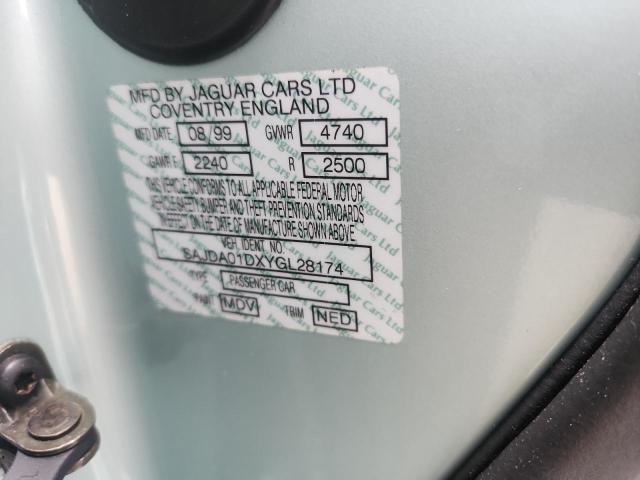 MFD BY JAGUAR CARS LTD
COVENTRY ENGLAND
MFD DATE 08/99 GVWR 4740
GAWR F 2240 R 2500
THIS VEHICLE CONFORMS TO ALL APPLICABLE FEDERAL MOTOR
VEHICLE SAFETY BUMPER AND THEFT PREVENTION STANDARDS
IN EFFECT ON THE DATE OF MANUFACTURE SHOWN ABOVE
VEH. IDENT NO.
SAJDA01DXYGL28174
TYPE PASSENGER CAR
PAINT MDV TRIM NED